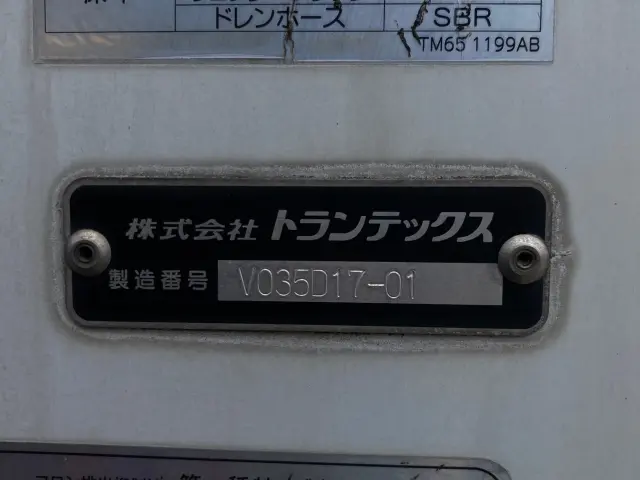 ドレンホース SBR
TM65 1199AB
株式会社 トランテックス
製造番号 V035D17-01